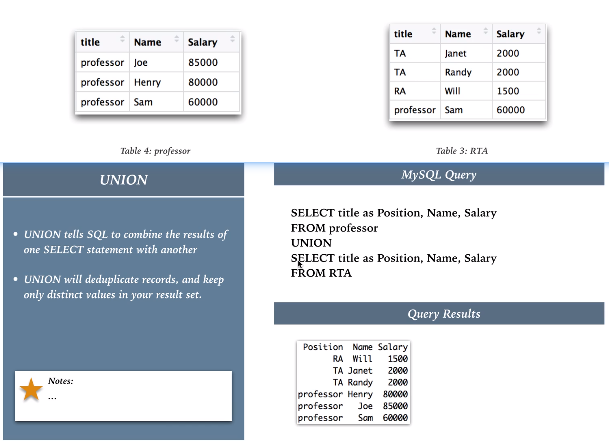 title Name Salary
professor Joe 85000
professor Henry 80000
professor Sam 60000
Table 4: professor
title Name Salary
TA Janet 2000
TA Randy 2000
RA Will 1500
professor Sam 60000
Table 3: RTA
UNION
• UNION tells SQL to combine the results of
one SELECT statement with another
• UNION will deduplicate records, and keep
only distinct values in your result set.
Notes:
...
MySQL Query
SELECT title as Position, Name, Salary
FROM professor
UNION
SELECT title as Position, Name, Salary
FROM RTA
Query Results
Position Name Salary
RA Will 1500
TA Janet 2000
TA Randy 2000
professor Henry 80000
professor Joe 85000
professor Sam 60000